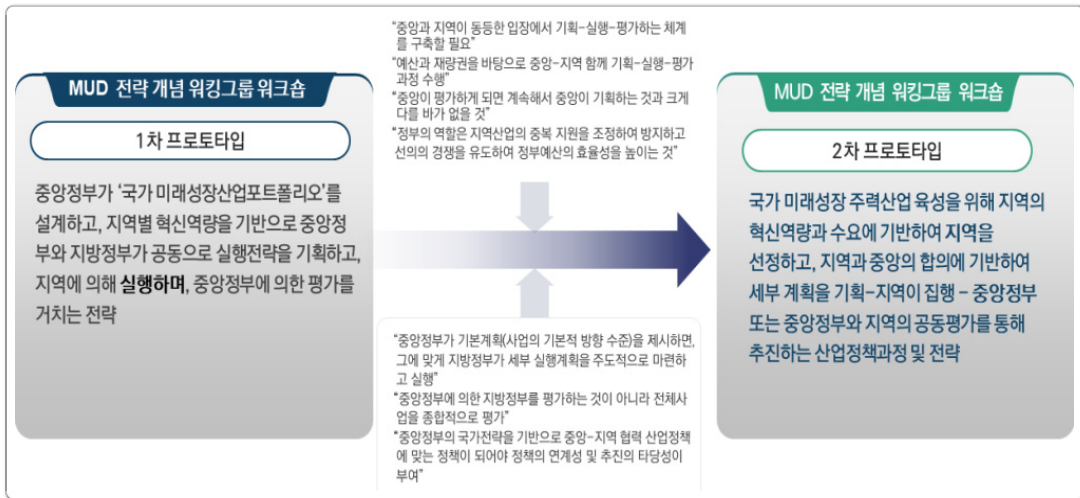 MUD 전략 개념 워킹그룹 워크숍
1차 프로토타입
중앙정부가 ‘국가 미래성장산업포트폴리오’를
설계하고, 지역별 혁신역량을 기반으로 중앙정
부와 지방정부가 공동으로 실행전략을 기획하고,
지역에 의해 실행하며, 중앙정부에 의한 평가를
거치는 전략
“중앙과 지역이 동등한 입장에서 기획-실행-평가하는 체계
를 구축할 필요”
“예산과 재량권을 바탕으로 중앙-지역 함께 기획-실행-평가
과정 수행”
“중앙이 평가하게 되면 계속해서 중앙이 기획하는 것과 크게
다를 바가 없을 것”
“정부의 역할은 지역산업의 중복 지원을 조정하여 방지하고
선의의 경쟁을 유도하여 정부예산의 효율성을 높이는 것”
“중앙정부가 기본계획(사업의 기본적 방향 수준)을 제시하면,
그에 맞게 지방정부가 세부 실행계획을 주도적으로 마련하
고 실행”
“중앙정부에 의한 지방정부를 평가하는 것이 아니라 전체사
업을 종합적으로 평가”
“중앙정부의 국가전략을 기반으로 중앙-지역 협력 산업정책
에 맞는 정책이 되어야 정책의 연계성 및 추진의 타당성이
부여”
MUD 전략 개념 워킹그룹 워크숍
2차 프로토타입
국가 미래성장 주력산업 육성을 위해 지역의
혁신역량과 수요에 기반하여 지역을
선정하고, 지역과 중앙의 합의에 기반하여
세부 계획을 기획-지역이 집행 - 중앙정부
또는 중앙정부와 지역의 공동평가를 통해
추진하는 산업정책과정 및 전략